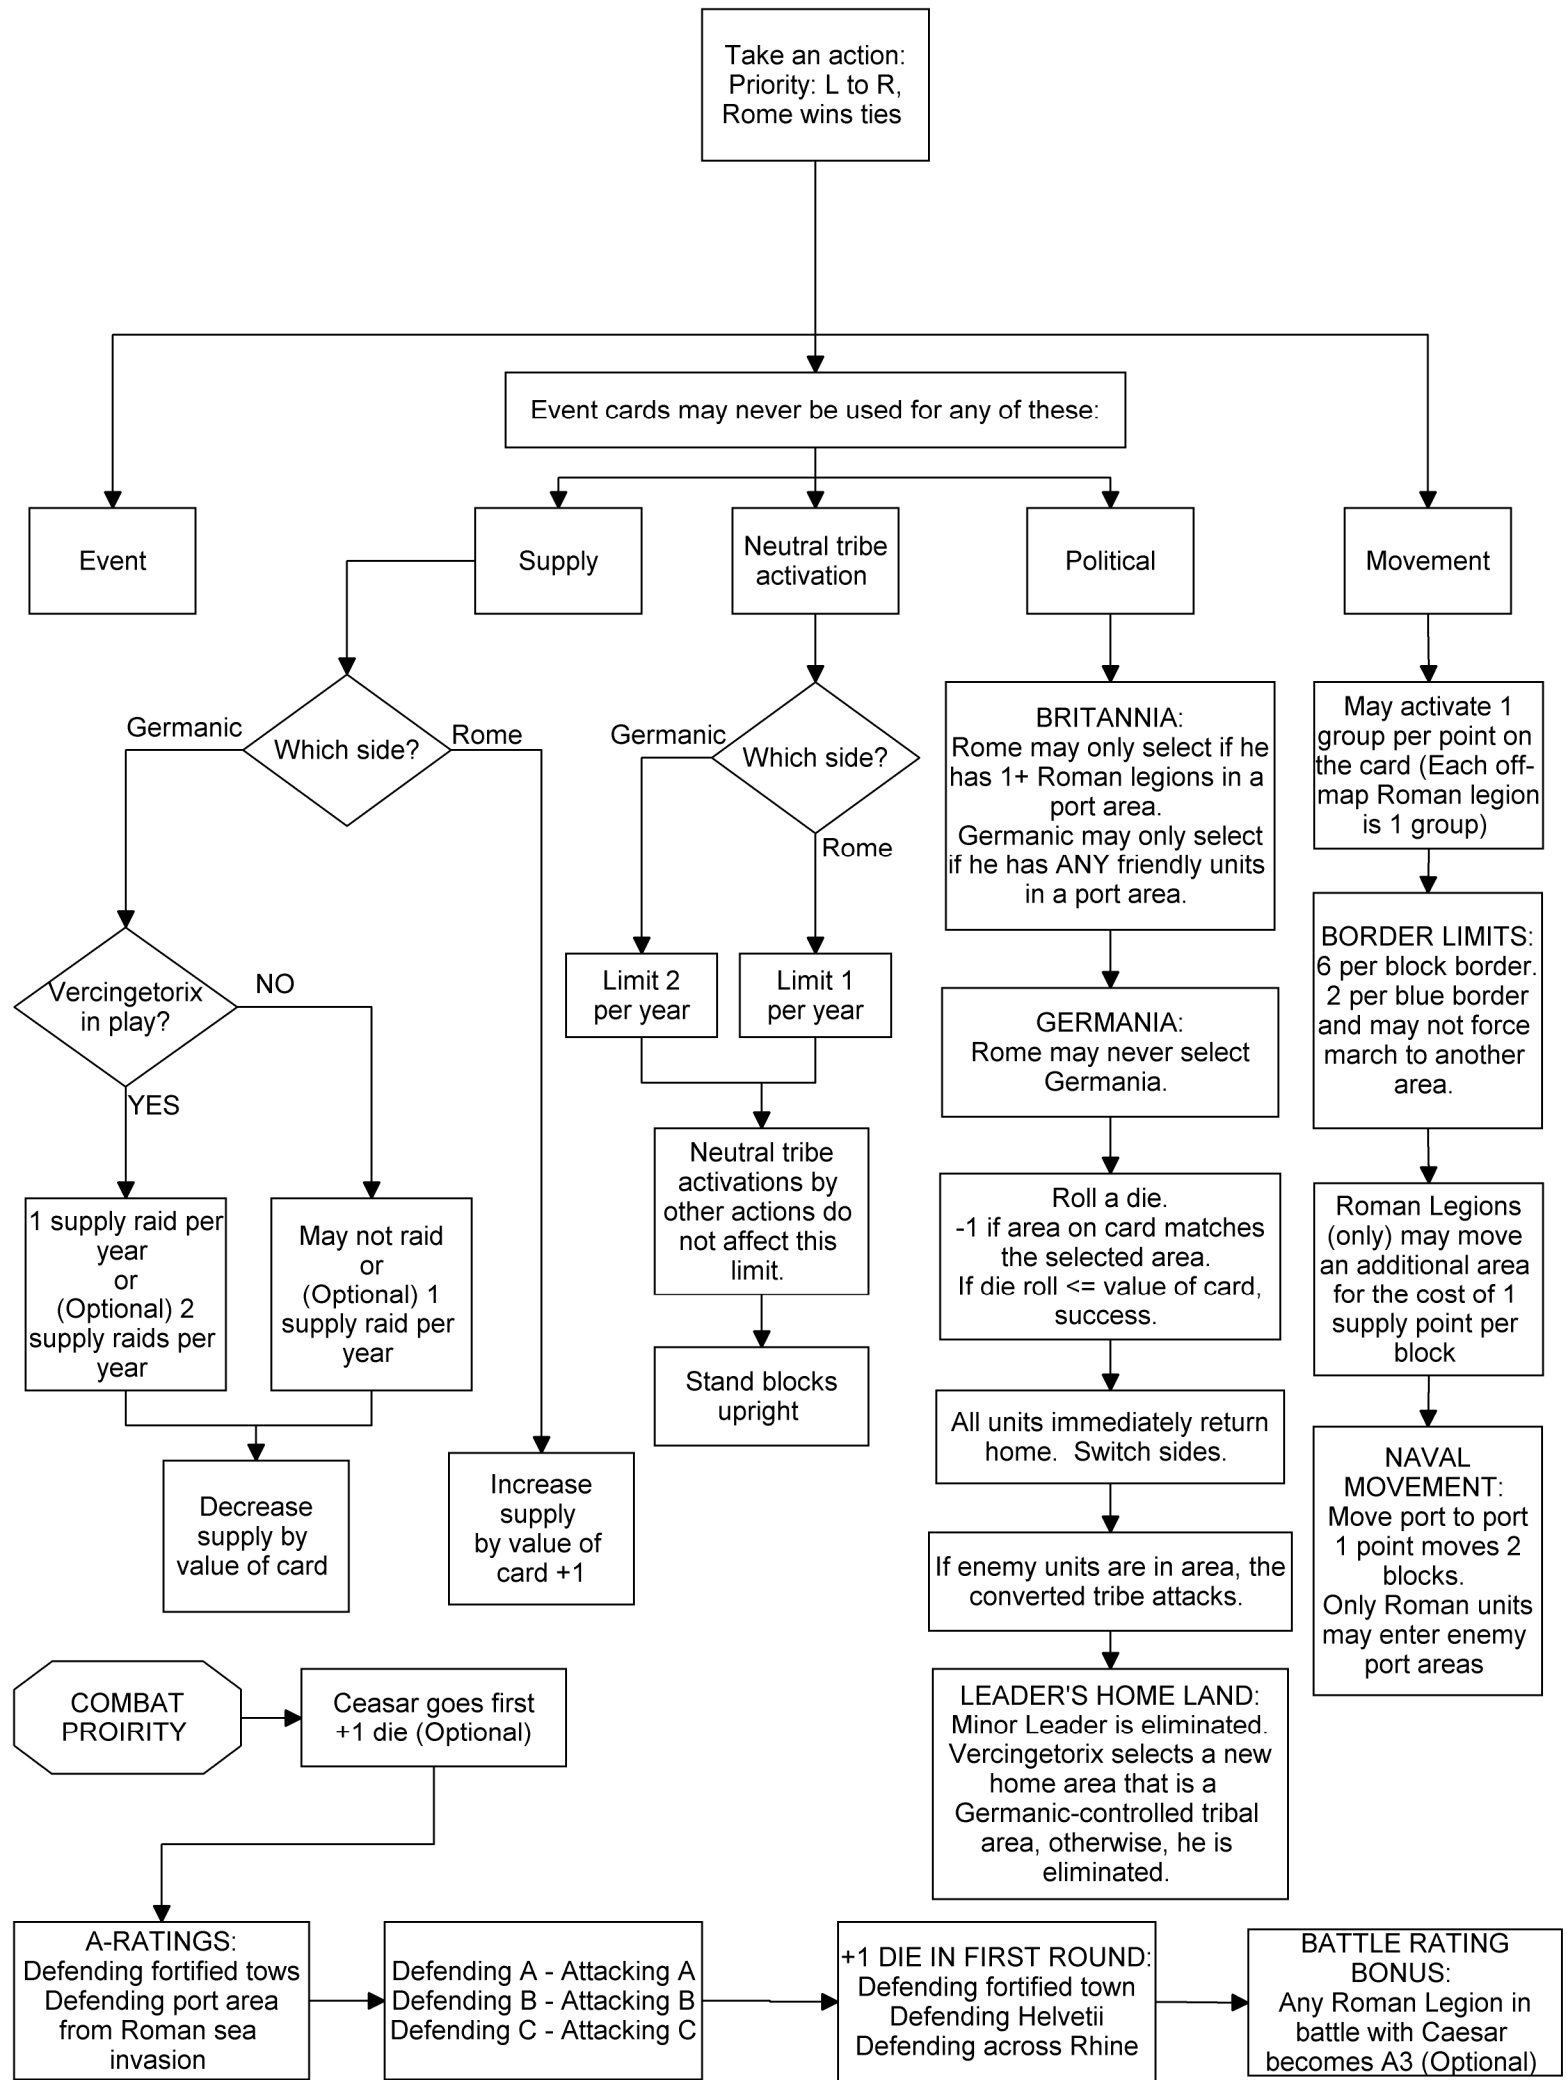 Take an action:
Priority: L to R,
Rome wins ties
Event cards may never be used for any of these:
Event
Supply
Neutral tribe
activation
Political
Movement
Which side?
Germanic
Rome
Vercingetorix
in play?
NO
YES
1 supply raid per
year
or
(Optional) 2
supply raids per
year
May not raid
or
(Optional) 1
supply raid per
year
Decrease
supply by
value of card
Increase
supply
by value of
card +1
Which side?
Germanic
Rome
Limit 2
per year
Limit 1
per year
Neutral tribe
activations by
other actions do
not affect this
limit.
Stand blocks
upright
BRITANNIA:
Rome may only select if he
has 1+ Roman legions in a
port area.
Germanic may only select
if he has ANY friendly units
in a port area.
GERMANIA:
Rome may never select
Germania.
Roll a die.
-1 if area on card matches
the selected area.
If die roll <= value of card,
success.
All units immediately return
home.  Switch sides.
If enemy units are in area, the
converted tribe attacks.
LEADER'S HOME LAND:
Minor Leader is eliminated.
Vercingetorix selects a new
home area that is a
Germanic-controlled tribal
area, otherwise, he is
eliminated.
May activate 1
group per point on
the card (Each off-
map Roman legion
is 1 group)
BORDER LIMITS:
6 per block border.
2 per blue border
and may not force
march to another
area.
Roman Legions
(only) may move
an additional area
for the cost of 1
supply point per
block
NAVAL
MOVEMENT:
Move port to port
1 point moves 2
blocks.
Only Roman units
may enter enemy
port areas
COMBAT
PROIRITY
Ceasar goes first
+1 die (Optional)
A-RATINGS:
Defending fortified tows
Defending port area
from Roman sea
invasion
Defending A - Attacking A
Defending B - Attacking B
Defending C - Attacking C
+1 DIE IN FIRST ROUND:
Defending fortified town
Defending Helvetii
Defending across Rhine
BATTLE RATING
BONUS:
Any Roman Legion in
battle with Caesar
becomes A3 (Optional)